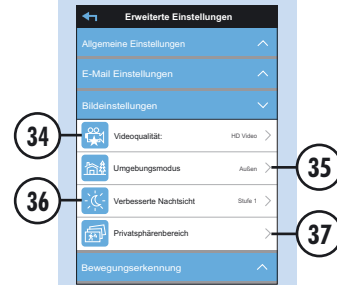 Erweiterte Einstellungen
Allgemeine Einstellungen
E-Mail Einstellungen
Bildeinstellungen
34 Videoqualität: HD Video
Umgebungsmodus Außen 35
36 Verbesserte Nachtsicht Stufe 1
Privatsphärenbereich 37
Bewegungserkennung